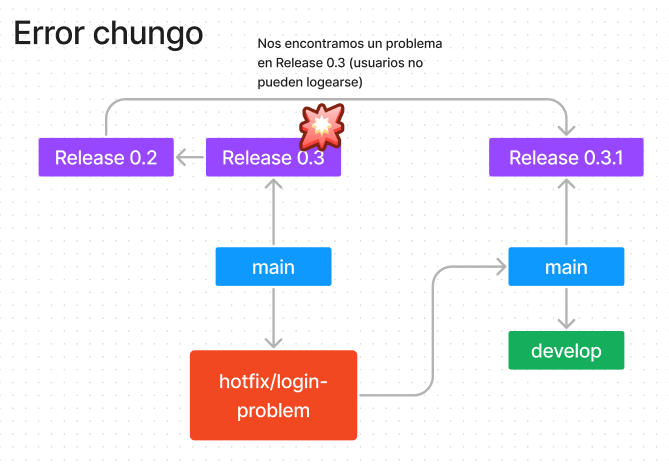 Error chungo
Nos encontramos un problema
en Release 0.3 (usuarios no
pueden logearse)
Release 0.2
Release 0.3
Release 0.3.1
main
main
develop
hotfix/login-
problem